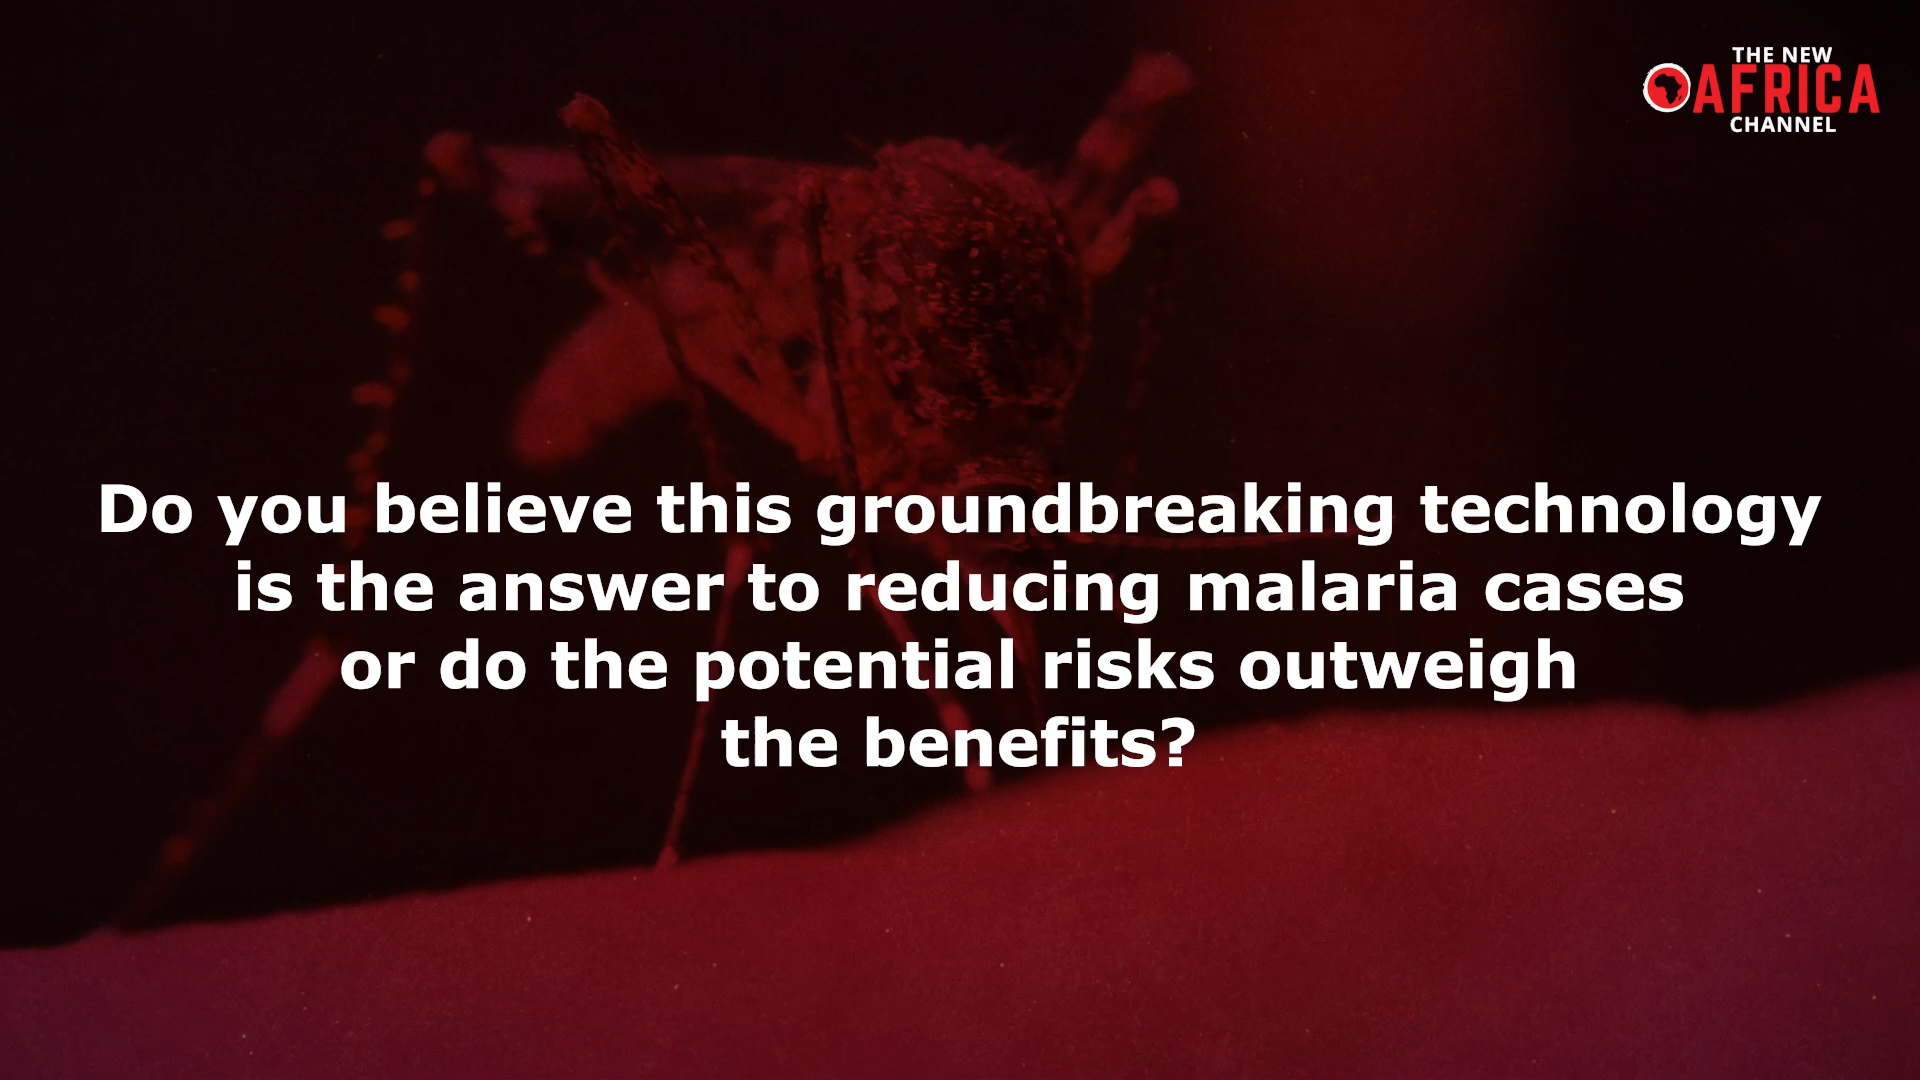 THE NEW
AFRICA
CHANNEL
Do you believe this groundbreaking technology
is the answer to reducing malaria cases
or do the potential risks outweigh
the benefits?